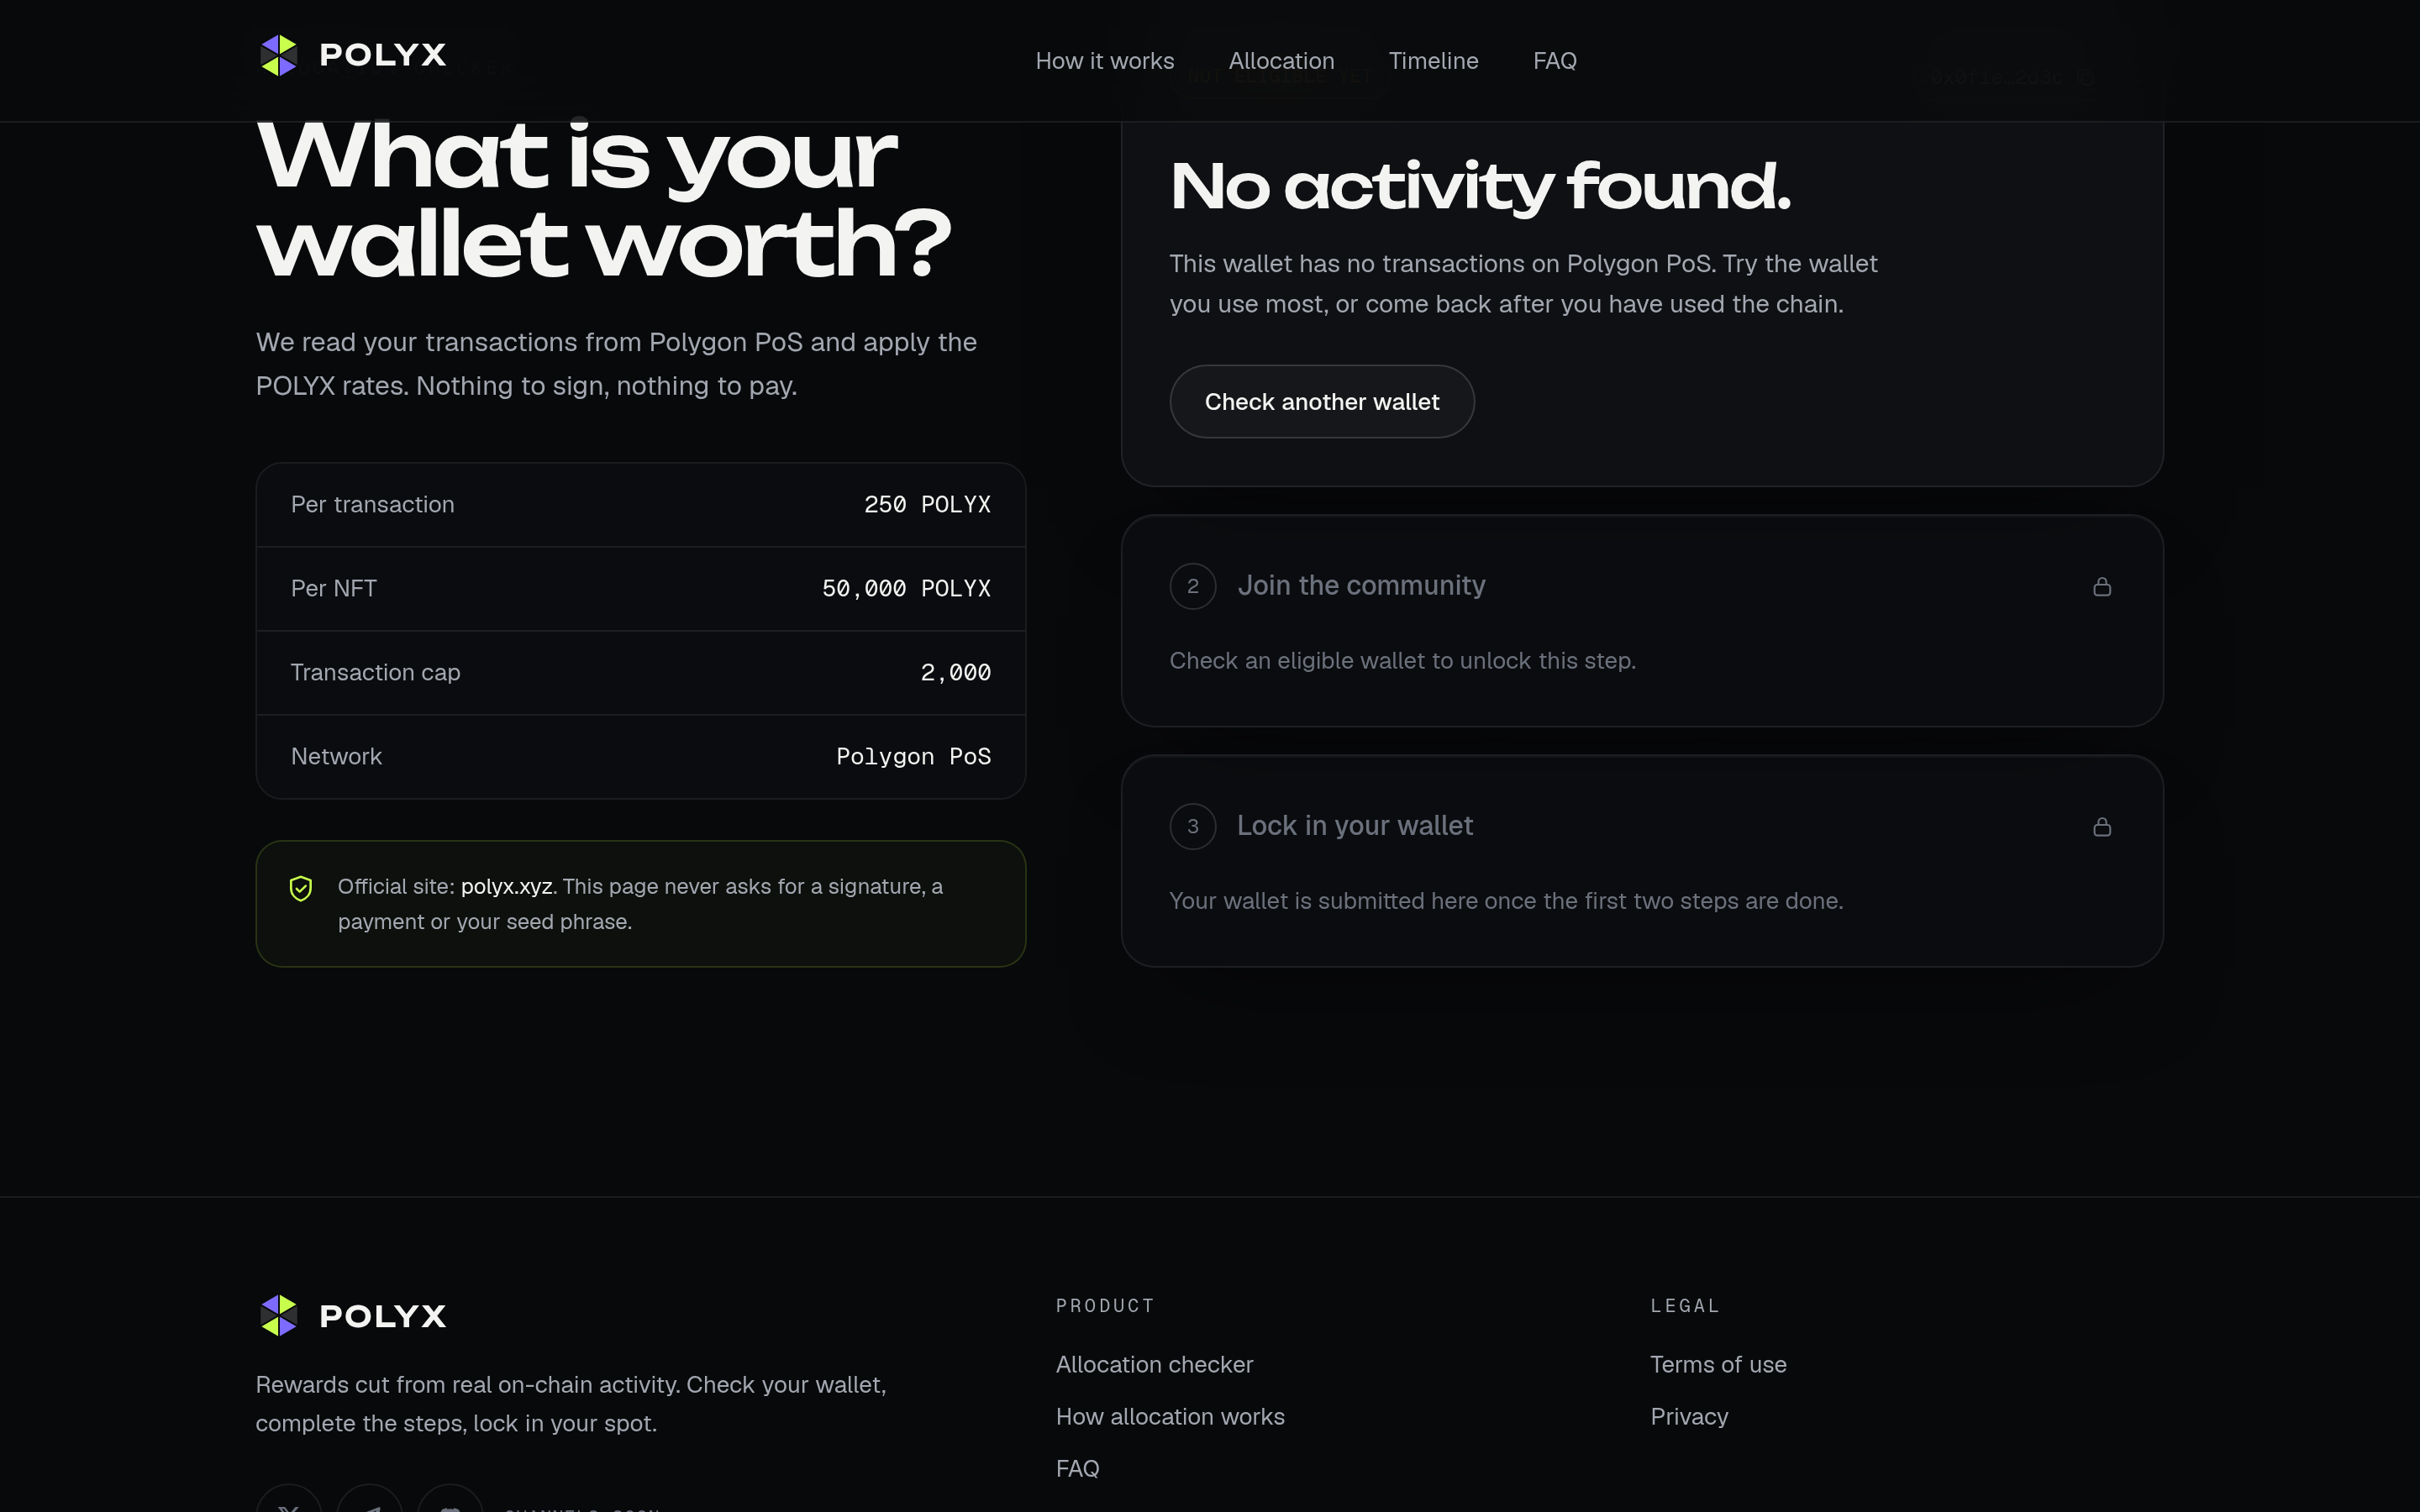 POLYX
How it works
Allocation
Timeline
FAQ
NOT ELIGIBLE YET
What is your
wallet worth?
We read your transactions from Polygon PoS and apply the
POLYX rates. Nothing to sign, nothing to pay.
Per transaction 250 POLYX
Per NFT 50,000 POLYX
Transaction cap 2,000
Network Polygon PoS
Official site: polyx.xyz. This page never asks for a signature, a
payment or your seed phrase.
No activity found.
This wallet has no transactions on Polygon PoS. Try the wallet
you use most, or come back after you have used the chain.
Check another wallet
2 Join the community
Check an eligible wallet to unlock this step.
3 Lock in your wallet
Your wallet is submitted here once the first two steps are done.
POLYX
Rewards cut from real on-chain activity. Check your wallet,
complete the steps, lock in your spot.
PRODUCT
Allocation checker
How allocation works
FAQ
LEGAL
Terms of use
Privacy